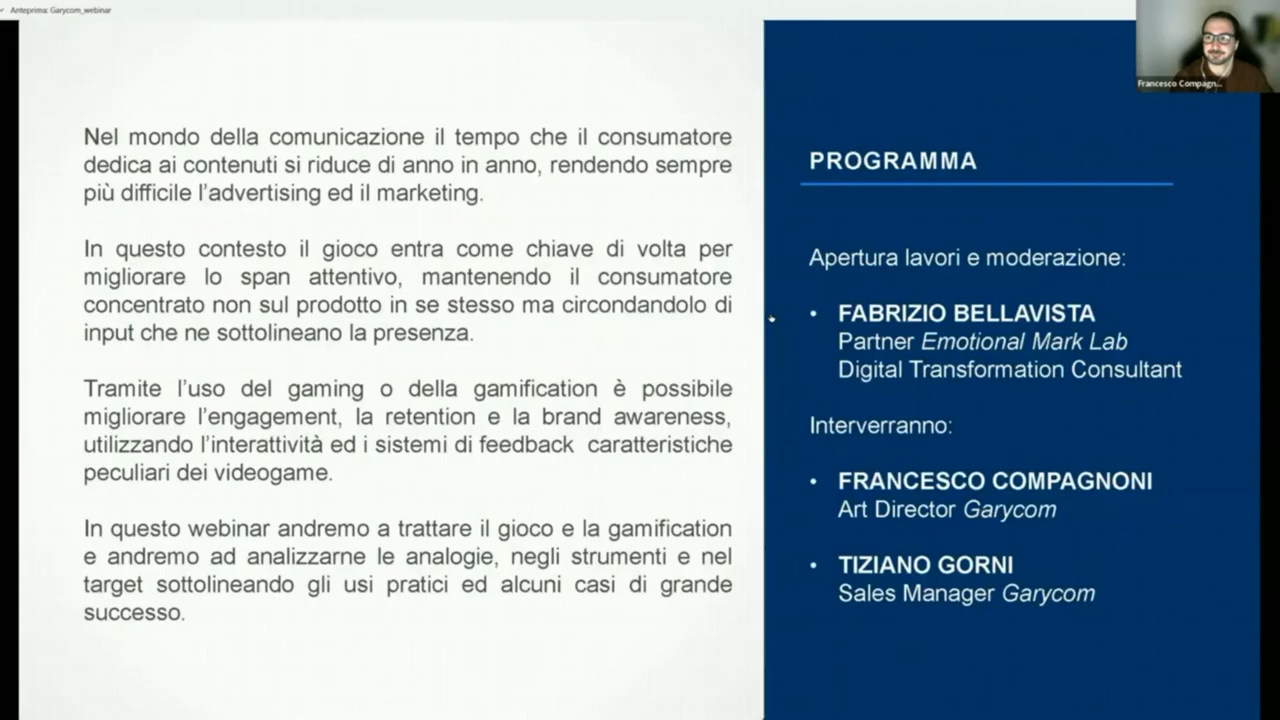 Anteprima: Garycom_webinar
Francesco Compagn...
Nel mondo della comunicazione il tempo che il consumatore
dedica ai contenuti si riduce di anno in anno, rendendo sempre
più difficile l'advertising ed il marketing.
In questo contesto il gioco entra come chiave di volta per
migliorare lo span attentivo, mantenendo il consumatore
concentrato non sul prodotto in se stesso ma circondandolo di
input che ne sottolineano la presenza.
Tramite l'uso del gaming o della gamification è possibile
migliorare l'engagement, la retention e la brand awareness,
utilizzando l'interattività ed i sistemi di feedback caratteristiche
peculiari dei videogame.
In questo webinar andremo a trattare il gioco e la gamification
e andremo ad analizzarne le analogie, negli strumenti e nel
target sottolineando gli usi pratici ed alcuni casi di grande
successo.
PROGRAMMA
Apertura lavori e moderazione:
• FABRIZIO BELLAVISTA
Partner Emotional Mark Lab
Digital Transformation Consultant
Interverranno:
• FRANCESCO COMPAGNONI
Art Director Garycom
• TIZIANO GORNI
Sales Manager Garycom